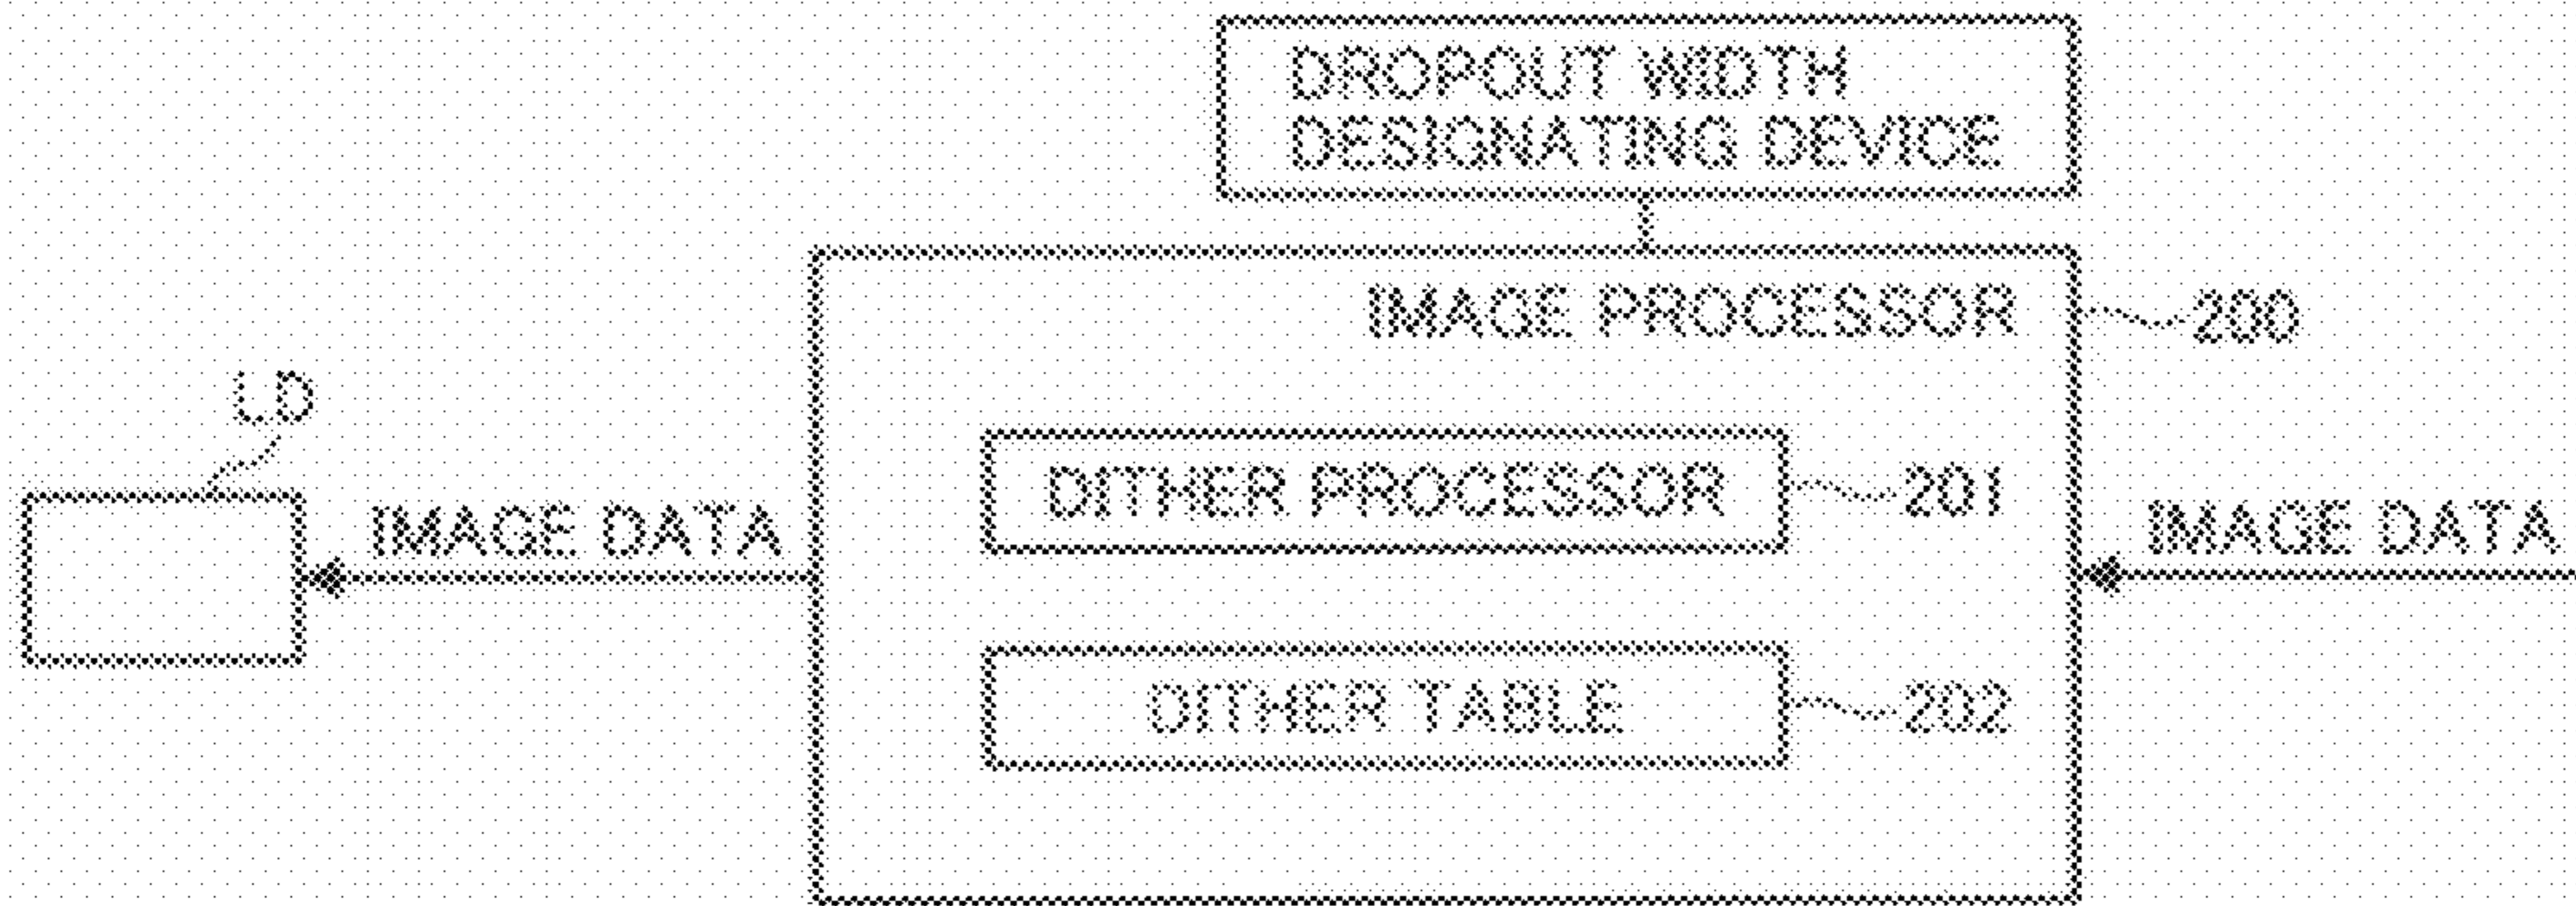 DROPOUT WIDTH
DESIGNATING DEVICE
IMAGE PROCESSOR
200
LD
DITHER PROCESSOR
201
IMAGE DATA
IMAGE DATA
DITHER TABLE
202